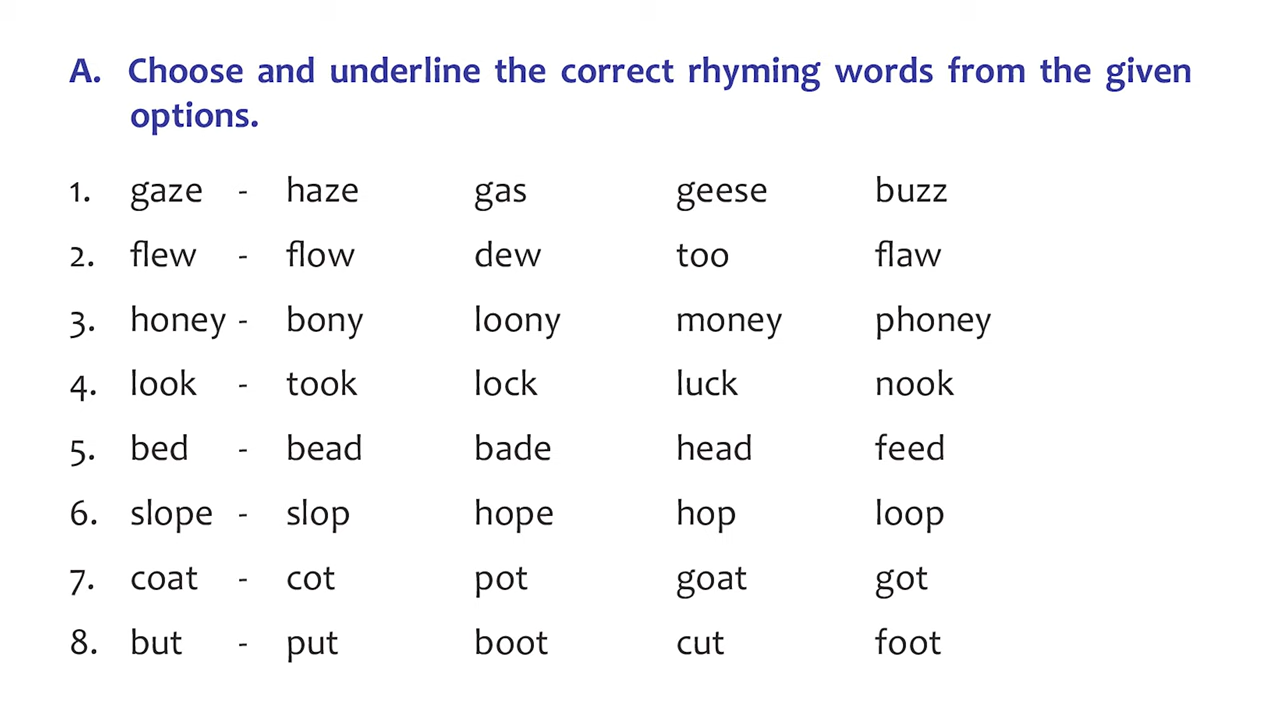 A. Choose and underline the correct rhyming words from the given
options.
1. gaze - haze gas geese buzz
2. flew - flow dew too flaw
3. honey - bony loony money phoney
4. look - took lock luck nook
5. bed - bead bade head feed
6. slope - slop hope hop loop
7. coat - cot pot goat got
8. but - put boot cut foot